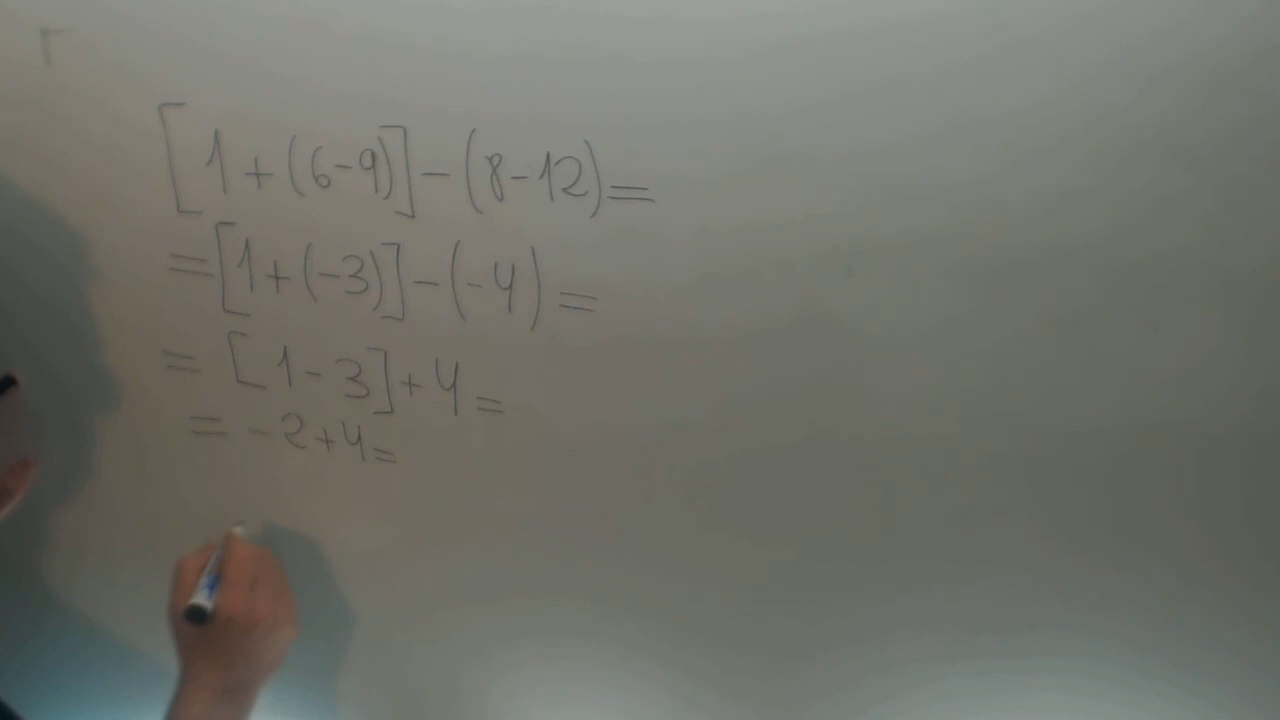 [1+(6-9)]-(8-12)=
=[1+(-3)]-(-4)=
=[1-3]+4=
=-2+4=